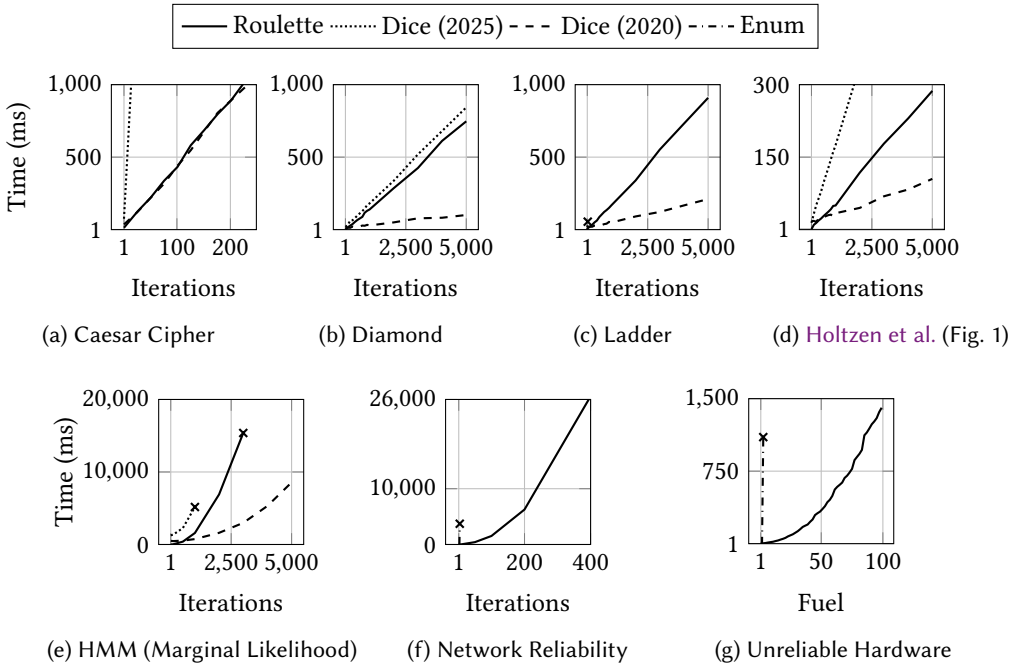 Roulette Dice (2025) Dice (2020) Enum
Time (ms)
1,000
500
1
1 100 200
Iterations
(a) Caesar Cipher
1,000
500
1
1 2,500 5,000
Iterations
(b) Diamond
1,000
500
1
1 2,500 5,000
Iterations
(c) Ladder
300
150
1
1 2,500 5,000
Iterations
(d) Holtzen et al. (Fig. 1)
Time (ms)
20,000
10,000
0
1 2,500 5,000
Iterations
(e) HMM (Marginal Likelihood)
26,000
10,000
0
1 200 400
Iterations
(f) Network Reliability
1,500
750
1
1 50 100
Fuel
(g) Unreliable Hardware